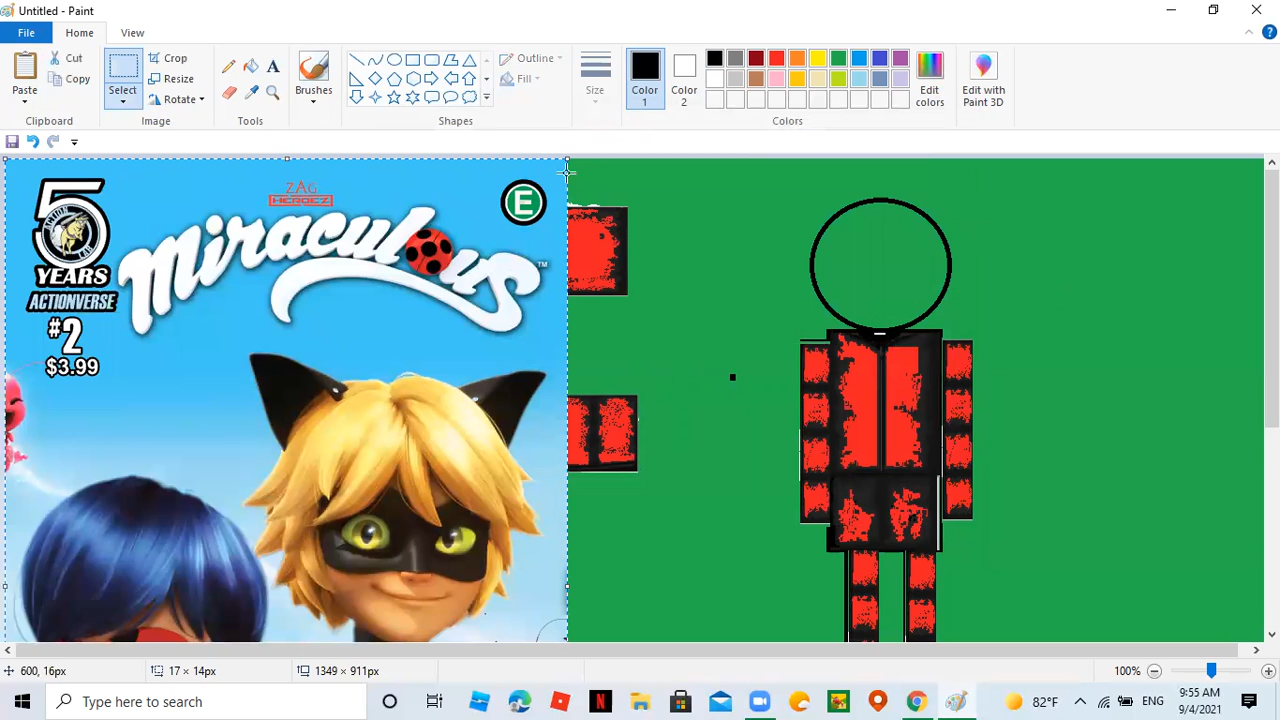 Untitled - Paint
File Home View
Paste
Cut
Copy
Clipboard
Select
Crop
Resize
Rotate
Image
A
Tools
Brushes
Outline
Fill
Shapes
Size
Color
1
Color
2
Colors
Edit
colors
Edit with
Paint 3D
5
YEARS
ACTIONVERSE
#2
$3.99
ZAG
HEROEZ
Miraculous
TM
E
600, 16px 17 × 14px 1349 × 911px 100%
Type here to search
82°F ENG
9:55 AM
9/4/2021